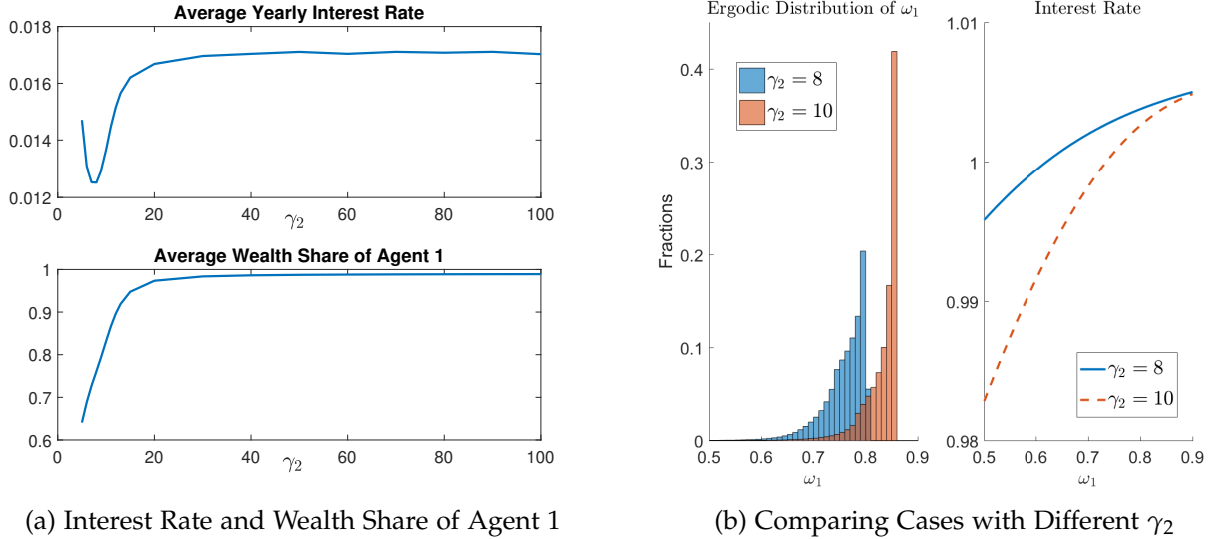 Average Yearly Interest Rate
0.018
0.016
0.014
0.012
0 20 40 60 80 100
γ₂
Average Wealth Share of Agent 1
1
0.9
0.8
0.7
0.6
0 20 40 60 80 100
γ₂
(a) Interest Rate and Wealth Share of Agent 1
Ergodic Distribution of ω₁
γ₂ = 8
γ₂ = 10
Fractions
0.4
0.3
0.2
0.1
0
0.5 0.6 0.7 0.8 0.9
ω₁
Interest Rate
1.01
1
0.99
0.98
γ₂ = 8
γ₂ = 10
0.5 0.6 0.7 0.8 0.9
ω₁
(b) Comparing Cases with Different γ₂